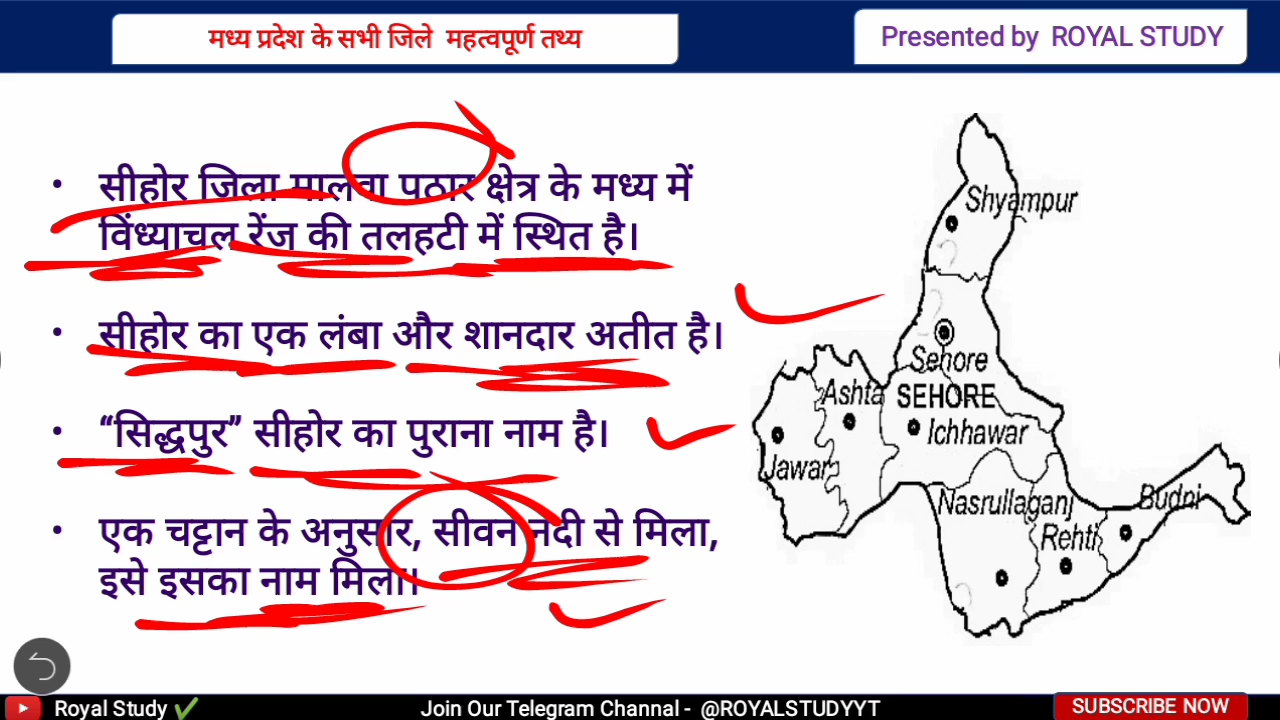 मध्य प्रदेश के सभी जिले महत्वपूर्ण तथ्य
Presented by ROYAL STUDY
• सीहोर जिला मालवा पठार क्षेत्र के मध्य में
विंध्याचल रेंज की तलहटी में स्थित है।
• सीहोर का एक लंबा और शानदार अतीत है।
• “सिद्धपुर” सीहोर का पुराना नाम है।
• एक चट्टान के अनुसार, सीवन नदी से मिला,
इसे इसका नाम मिला।
Shyampur
Sehore
Ashta
SEHORE
Ichhawar
Jawar
Nasrullaganj
Budni
Rehti
Royal Study
Join Our Telegram Channal - @ROYALSTUDYYT
SUBSCRIBE NOW